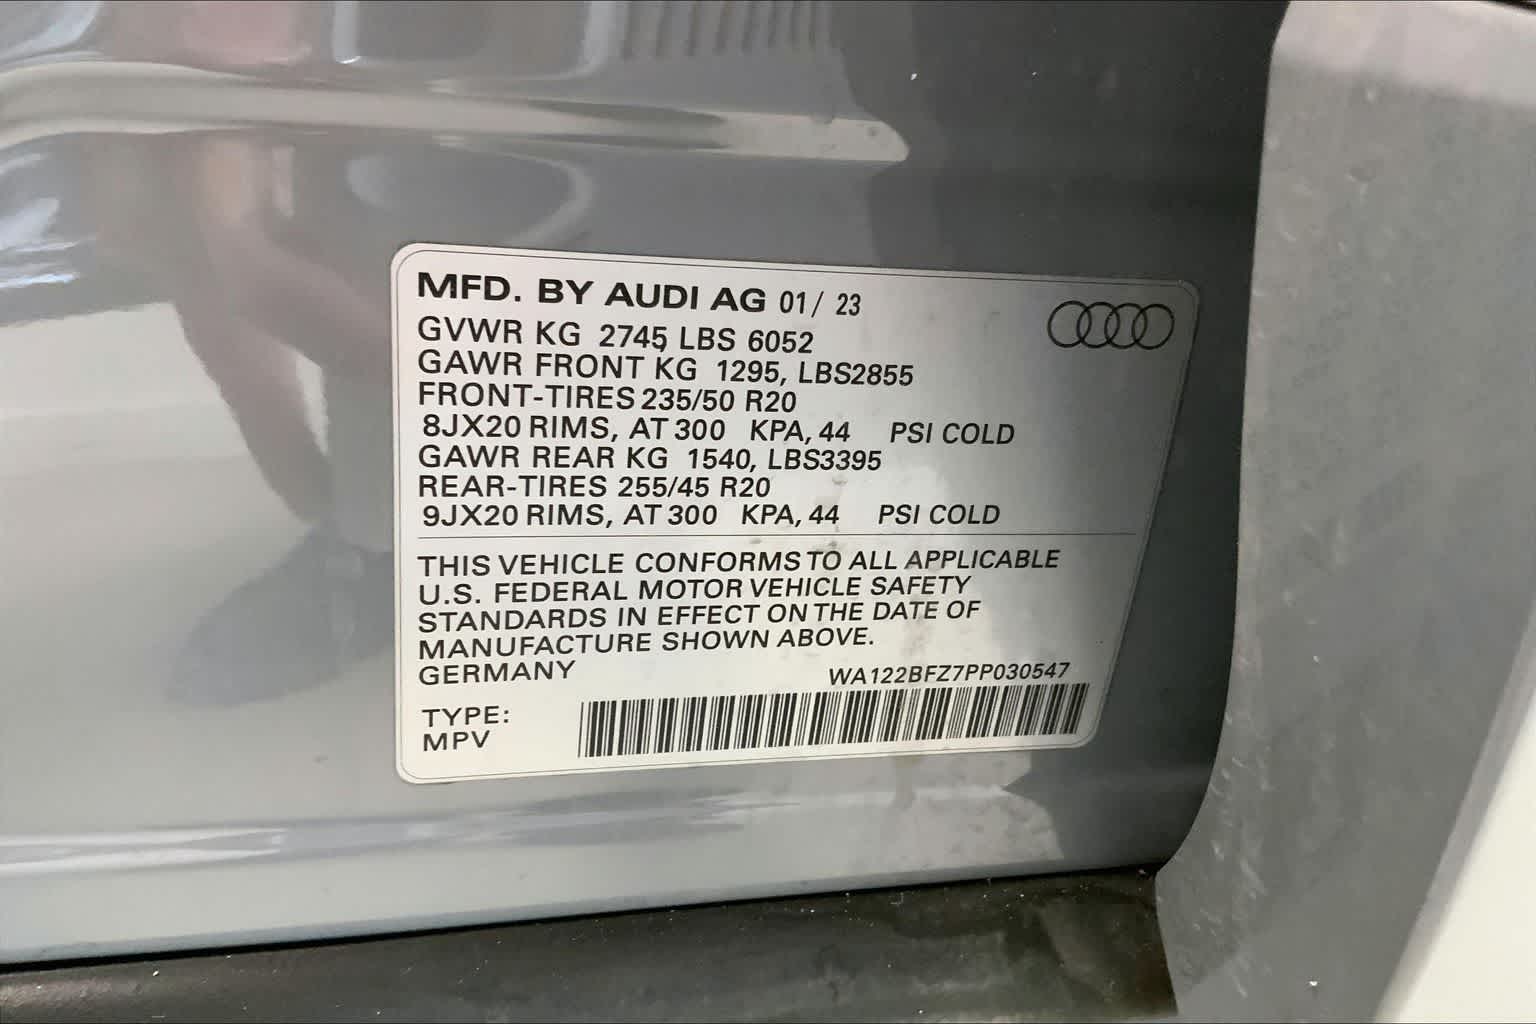 MFD. BY AUDI AG 01/ 23
GVWR KG 2745, LBS 6052
GAWR FRONT KG 1295, LBS2855
FRONT-TIRES 235/50 R20
8JX20 RIMS, AT 300 KPA, 44 PSI COLD
GAWR REAR KG 1540, LBS3395
REAR-TIRES 255/45 R20
9JX20 RIMS, AT 300 KPA, 44 PSI COLD
THIS VEHICLE CONFORMS TO ALL APPLICABLE
U.S. FEDERAL MOTOR VEHICLE SAFETY
STANDARDS IN EFFECT ON THE DATE OF
MANUFACTURE SHOWN ABOVE.
GERMANY WA122BFZ7PP030547
TYPE:
MPV